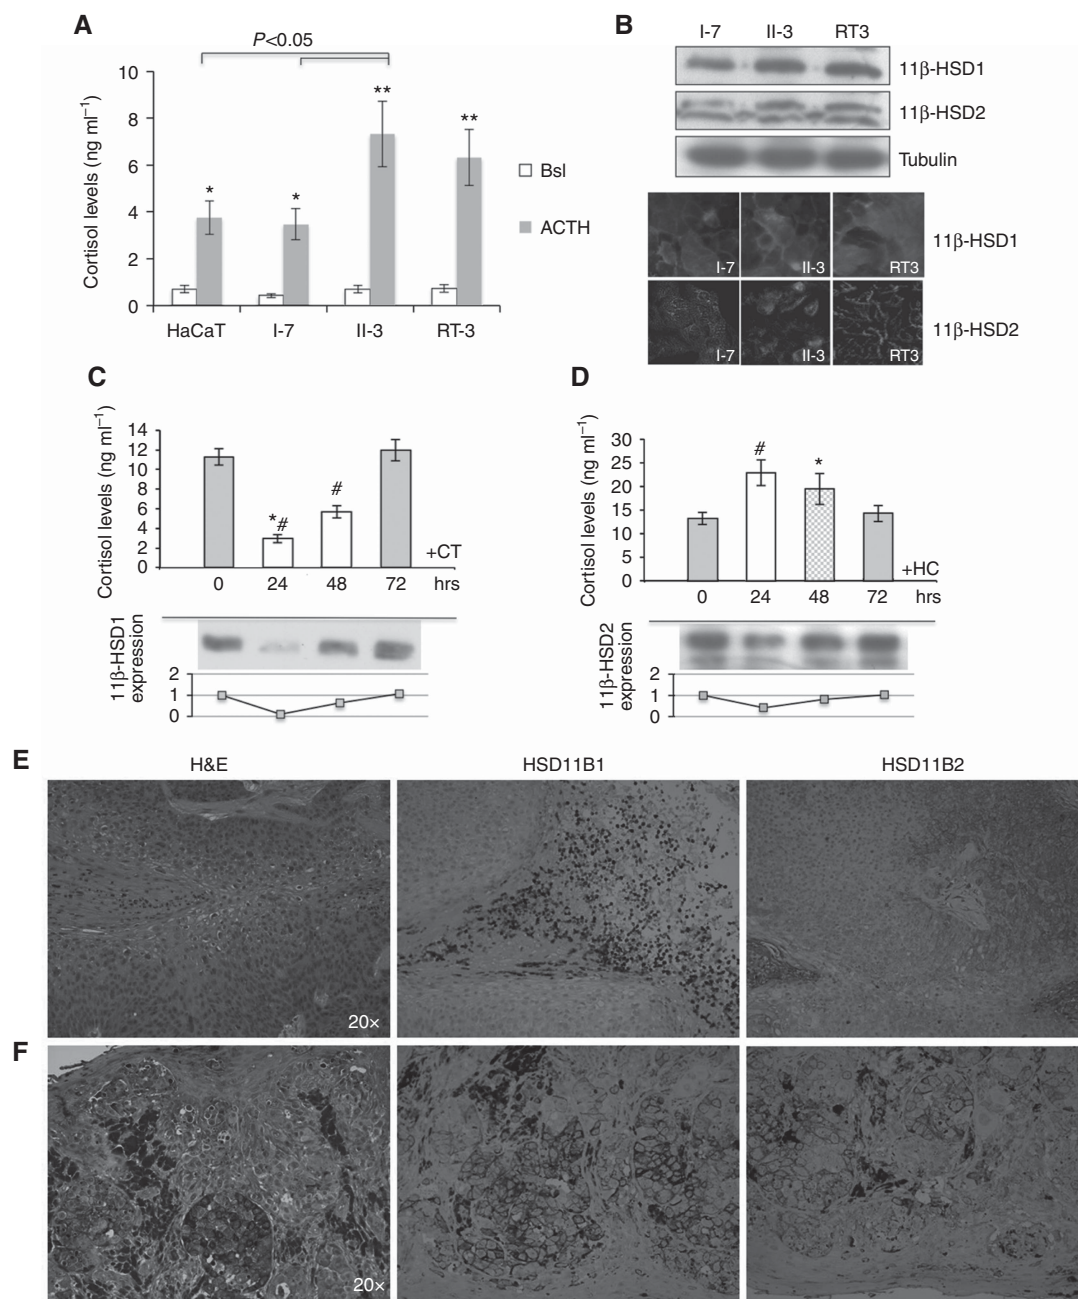 A
P<0.05
Cortisol levels (ng ml⁻¹)
10
8
6
4
2
0
*
*
**
**
HaCaT
I-7
II-3
RT-3
Bsl
ACTH
B
I-7
II-3
RT3
11β-HSD1
11β-HSD2
Tubulin
I-7
II-3
RT3
11β-HSD1
I-7
II-3
RT3
11β-HSD2
C
Cortisol levels (ng ml⁻¹)
14
12
10
8
6
4
2
0
*#
#
+CT
0
24
48
72
hrs
11β-HSD1
expression
2
1
0
D
Cortisol levels (ng ml⁻¹)
30
25
20
15
10
5
0
#
*
+HC
0
24
48
72
hrs
11β-HSD2
expression
2
1
0
E
H&E
HSD11B1
HSD11B2
20×
F
20×